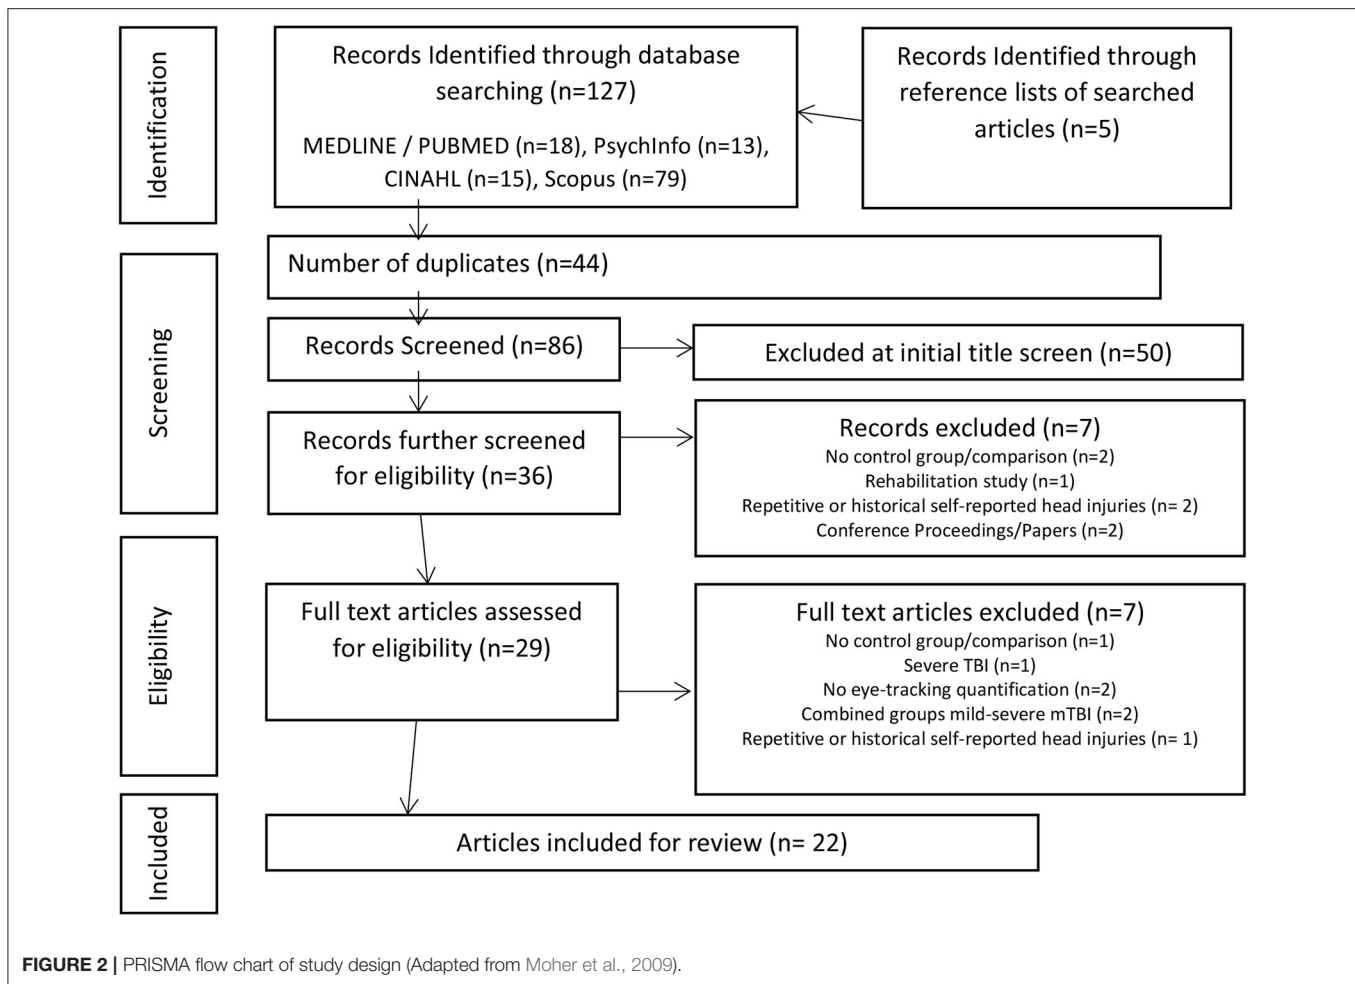 Identification
Records Identified through database
searching (n=127)
MEDLINE / PUBMED (n=18), PsychInfo (n=13),
CINAHL (n=15), Scopus (n=79)
Records Identified through
reference lists of searched
articles (n=5)
Screening
Number of duplicates (n=44)
Records Screened (n=86)
Excluded at initial title screen (n=50)
Records further screened
for eligibility (n=36)
Records excluded (n=7)
No control group/comparison (n=2)
Rehabilitation study (n=1)
Repetitive or historical self-reported head injuries (n= 2)
Conference Proceedings/Papers (n=2)
Eligibility
Full text articles assessed
for eligibility (n=29)
Full text articles excluded (n=7)
No control group/comparison (n=1)
Severe TBI (n=1)
No eye-tracking quantification (n=2)
Combined groups mild-severe mTBI (n=2)
Repetitive or historical self-reported head injuries (n= 1)
Included
Articles included for review (n= 22)
FIGURE 2 | PRISMA flow chart of study design (Adapted from Moher et al., 2009).